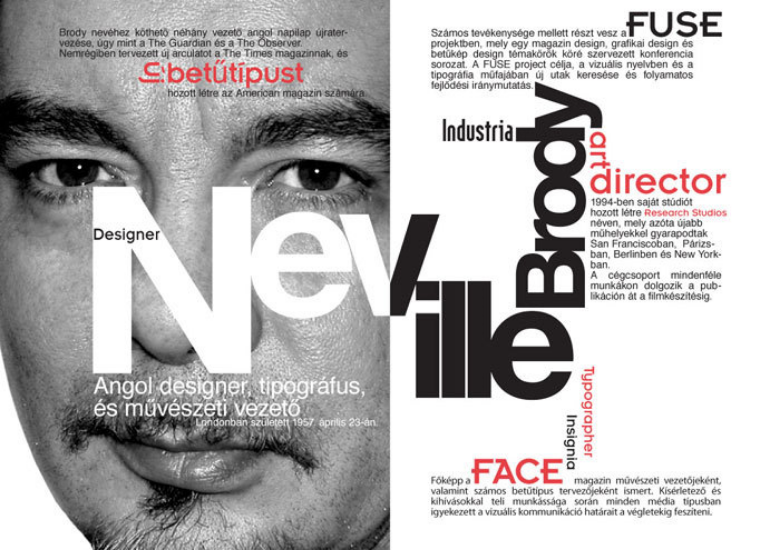 Brody nevéhez köthető néhány vezető angol napilap újrater-
vezése, úgy mint a The Guardian és a The Observer.
Nemrégiben tervezett új arculatot a The Times magazinnak, és
új betűtípust
hozott létre az American magazin számára.
Designer
Neville
Brody
Angol designer, tipográfus,
és művészeti vezető
Londonban született 1957. április 23-án.
Számos tevékenysége mellett részt vesz a FUSE
projektben, mely egy magazin design, grafikai design és
betűkép design témakörök köré szervezett konferencia
sorozat. A FUSE project célja, a vizuális nyelvben és a
tipográfia műfajában új utak keresése és folyamatos
fejlődési iránymutatás.
Industria
art
director
1994-ben saját stúdiót
hozott létre Research Studios
néven, mely azóta újabb
műhelyekkel gyarapodtak
San Franciscoban, Párizs-
ban, Berlinben és New York-
ban.
A cégcsoport mindenféle
munkákon dolgozik a pub-
likáción át a filmkészítésig.
Typographer
Insignia
Főképp a FACE magazin művészeti vezetőjeként,
valamint számos betűtípus tervezőjeként ismert. Kísérletező és
kihívásokkal teli munkássága során minden média típusban
igyekezett a vizuális kommunikáció határait a végletekig feszíteni.